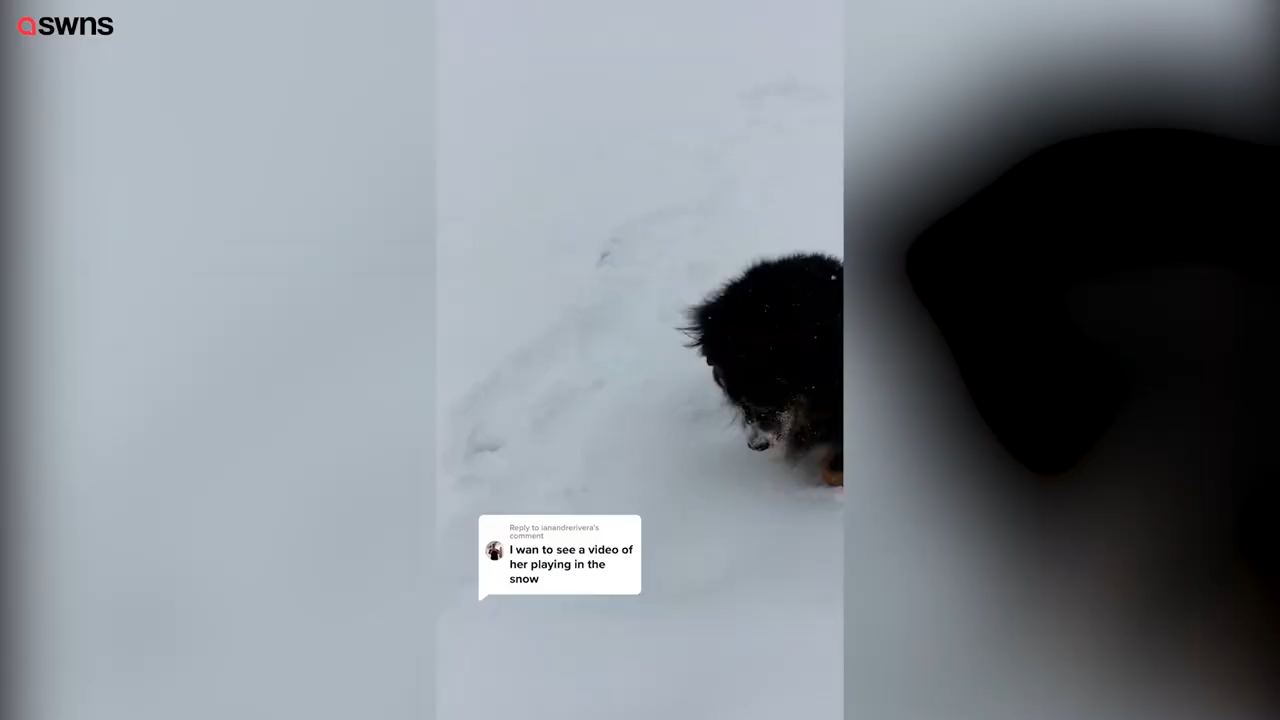 swns
Reply to ianandrerivera's
comment
I wan to see a video of
her playing in the
snow